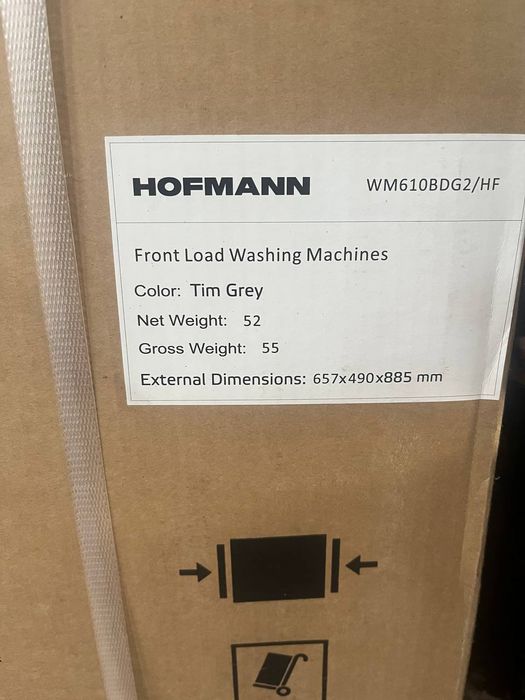 HOFMANN WM610BDG2/HF
Front Load Washing Machines
Color: Tim Grey
Net Weight: 52
Gross Weight: 55
External Dimensions: 657x490x885 mm